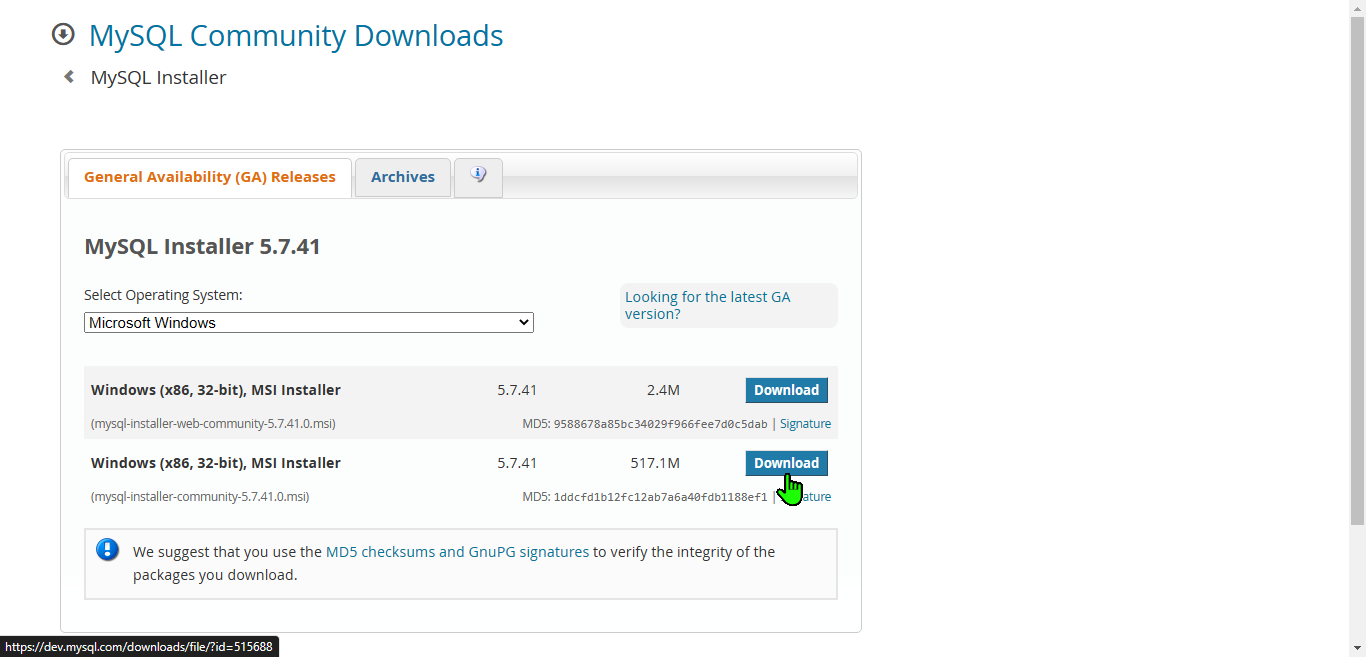 MySQL Community Downloads
MySQL Installer
General Availability (GA) Releases Archives
MySQL Installer 5.7.41
Select Operating System:
Microsoft Windows
Looking for the latest GA
version?
Windows (x86, 32-bit), MSI Installer 5.7.41 2.4M Download
(mysql-installer-web-community-5.7.41.0.msi) MD5: 9588678a85bc34029f966fee7d0c5dab | Signature
Windows (x86, 32-bit), MSI Installer 5.7.41 517.1M Download
(mysql-installer-community-5.7.41.0.msi) MD5: 1ddcfd1b12fc12ab7a6a40fdb1188ef1 |
We suggest that you use the MD5 checksums and GnuPG signatures to verify the integrity of the
packages you download.
https://dev.mysql.com/downloads/file/?id=515688